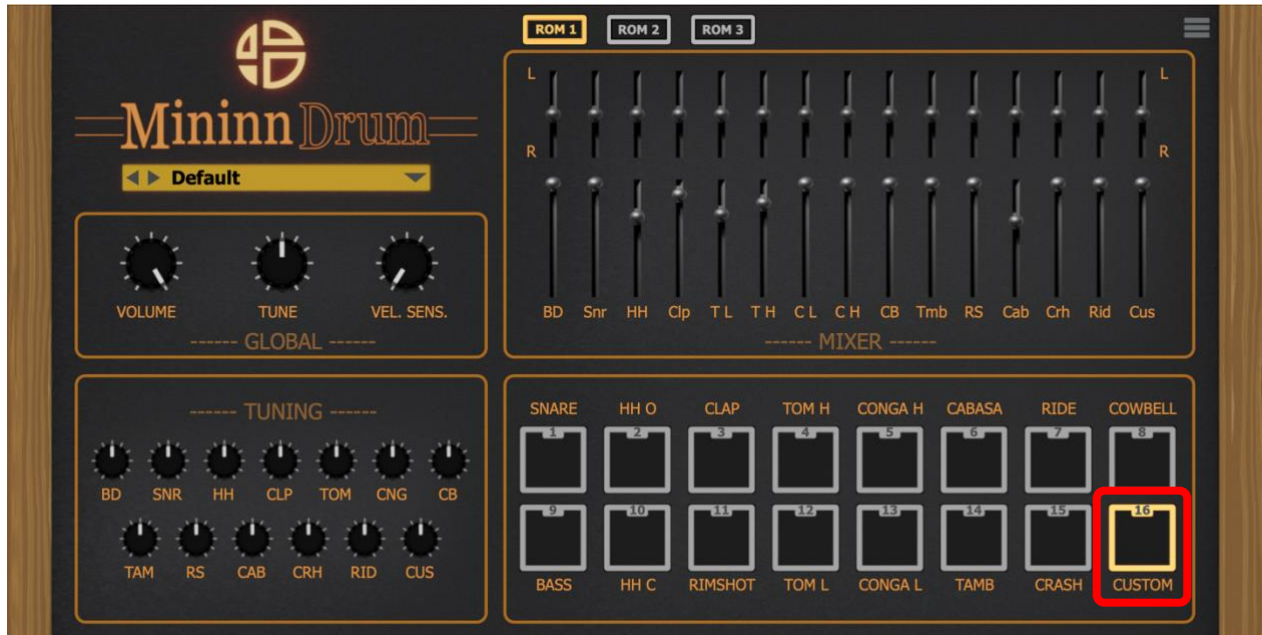 ROM 1 ROM 2 ROM 3
Mininn Drum
Default
VOLUME TUNE VEL. SENS.
------ GLOBAL ------
L L
R R
BD Snr HH Clp T L T H C L C H CB Tmb RS Cab Crh Rid Cus
------ MIXER ------
------ TUNING ------
BD SNR HH CLP TOM CNG CB
TAM RS CAB CRH RID CUS
SNARE HH O CLAP TOM H CONGA H CABASA RIDE COWBELL
1 2 3 4 5 6 7 8
9 10 11 12 13 14 15 16
BASS HH C RIMSHOT TOM L CONGA L TAMB CRASH CUSTOM